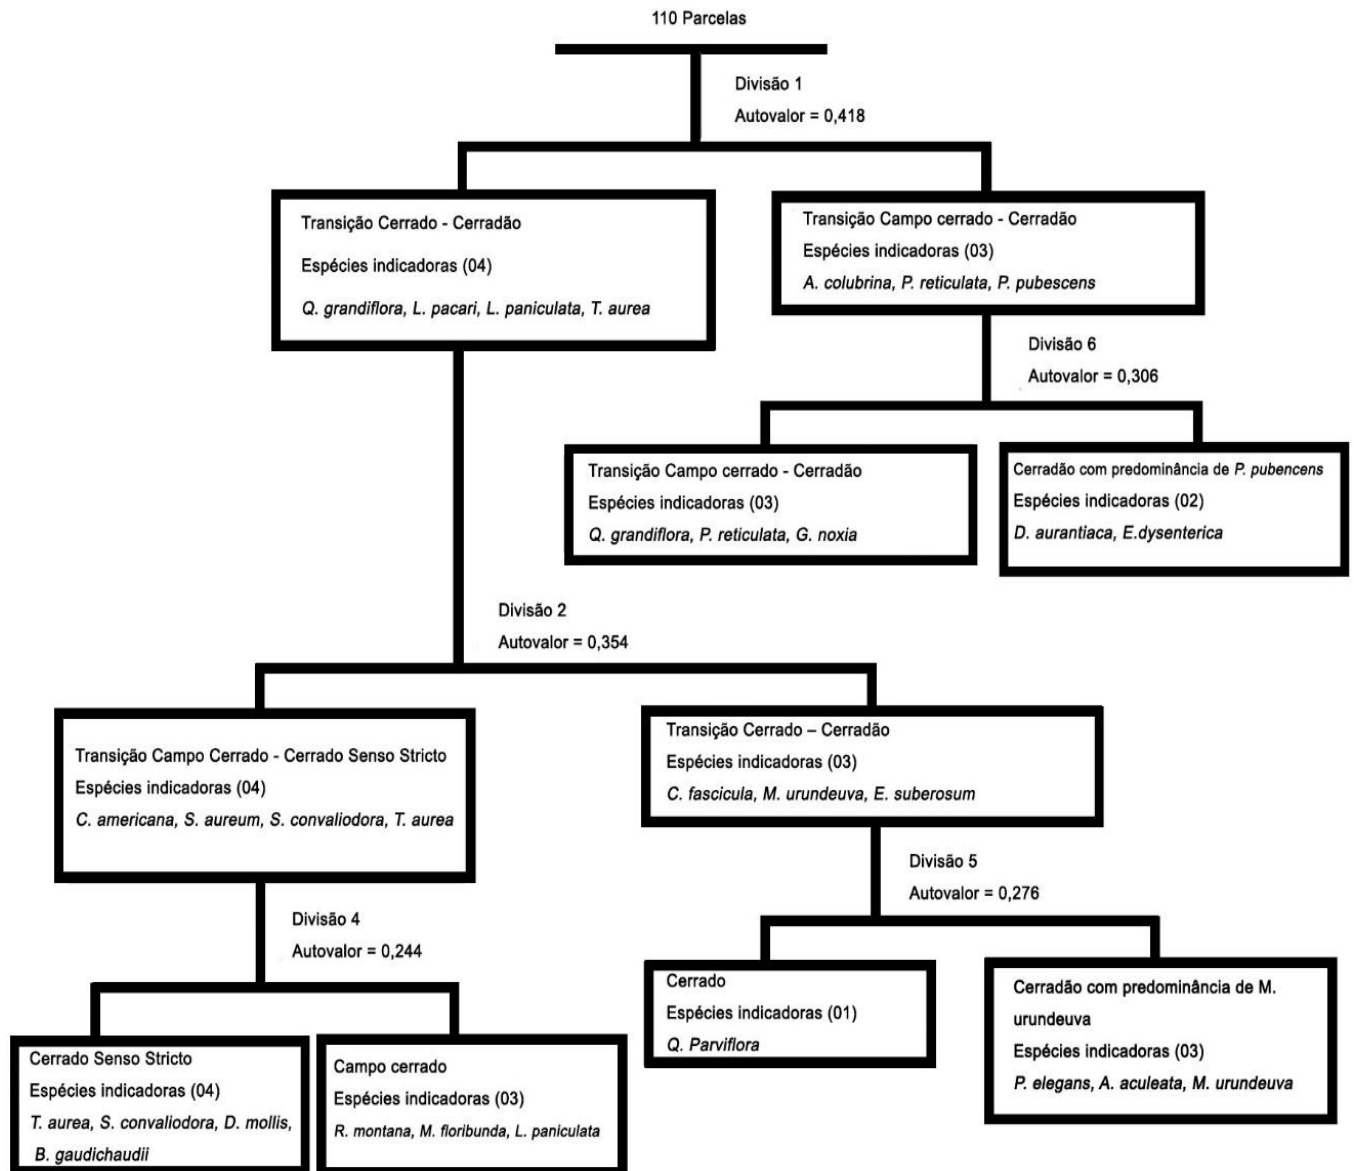 110 Parcelas
Divisão 1
Autovalor = 0,418
Transição Cerrado - Cerradão
Espécies indicadoras (04)
Q. grandiflora, L. pacari, L. paniculata, T. aurea
Transição Campo cerrado - Cerradão
Espécies indicadoras (03)
A. colubrina, P. reticulata, P. pubescens
Divisão 6
Autovalor = 0,306
Transição Campo cerrado - Cerradão
Espécies indicadoras (03)
Q. grandiflora, P. reticulata, G. noxia
Cerradão com predominância de P. pubencens
Espécies indicadoras (02)
D. aurantiaca, E.dysenterica
Divisão 2
Autovalor = 0,354
Transição Campo Cerrado - Cerrado Senso Stricto
Espécies indicadoras (04)
C. americana, S. aureum, S. convaliodora, T. aurea
Transição Cerrado – Cerradão
Espécies indicadoras (03)
C. fascicula, M. urundeuva, E. suberosum
Divisão 4
Autovalor = 0,244
Divisão 5
Autovalor = 0,276
Cerrado Senso Stricto
Espécies indicadoras (04)
T. aurea, S. convaliodora, D. mollis,
B. gaudichaudii
Campo cerrado
Espécies indicadoras (03)
R. montana, M. floribunda, L. paniculata
Cerrado
Espécies indicadoras (01)
Q. Parviflora
Cerradão com predominância de M.
urundeuva
Espécies indicadoras (03)
P. elegans, A. aculeata, M. urundeuva